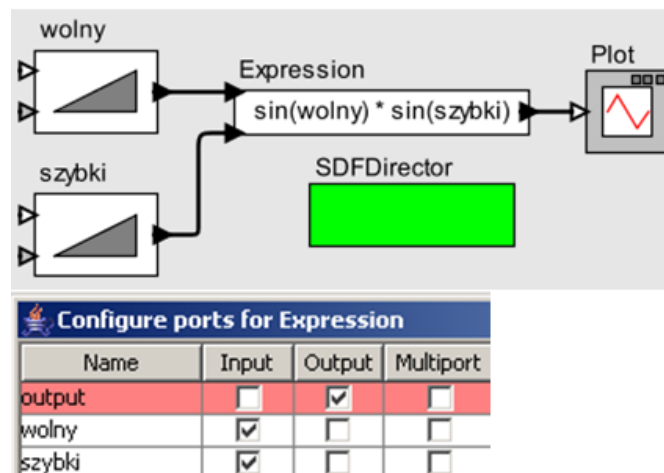 wolny
Plot
Expression
sin(wolny) * sin(szybki)
szybki
SDFDirector
Configure ports for Expression
Name Input Output Multiport
output
wolny
szybki